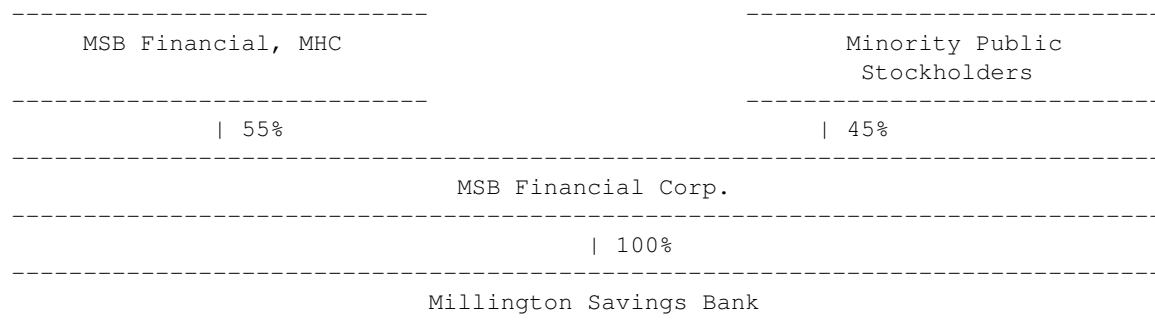 MSB Financial, MHC Minority Public
Stockholders
| 55% | 45%
MSB Financial Corp.
| 100%
Millington Savings Bank